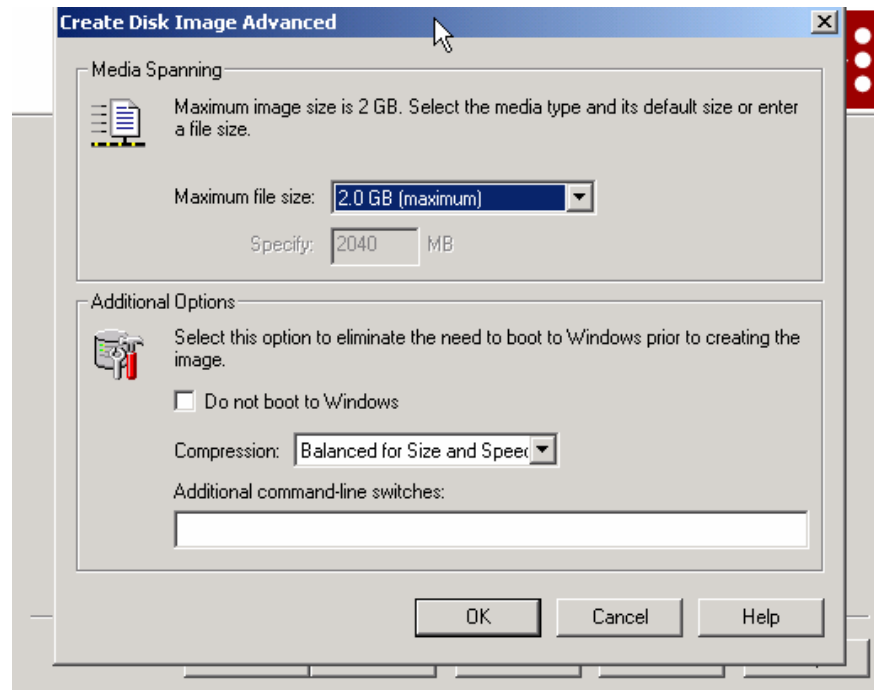 Create Disk Image Advanced
Media Spanning
Maximum image size is 2 GB. Select the media type and its default size or enter
a file size.
Maximum file size: 2.0 GB (maximum)
Specify: 2040 MB
Additional Options
Select this option to eliminate the need to boot to Windows prior to creating the
image.
Do not boot to Windows
Compression: Balanced for Size and Speec
Additional command-line switches:
OK Cancel Help